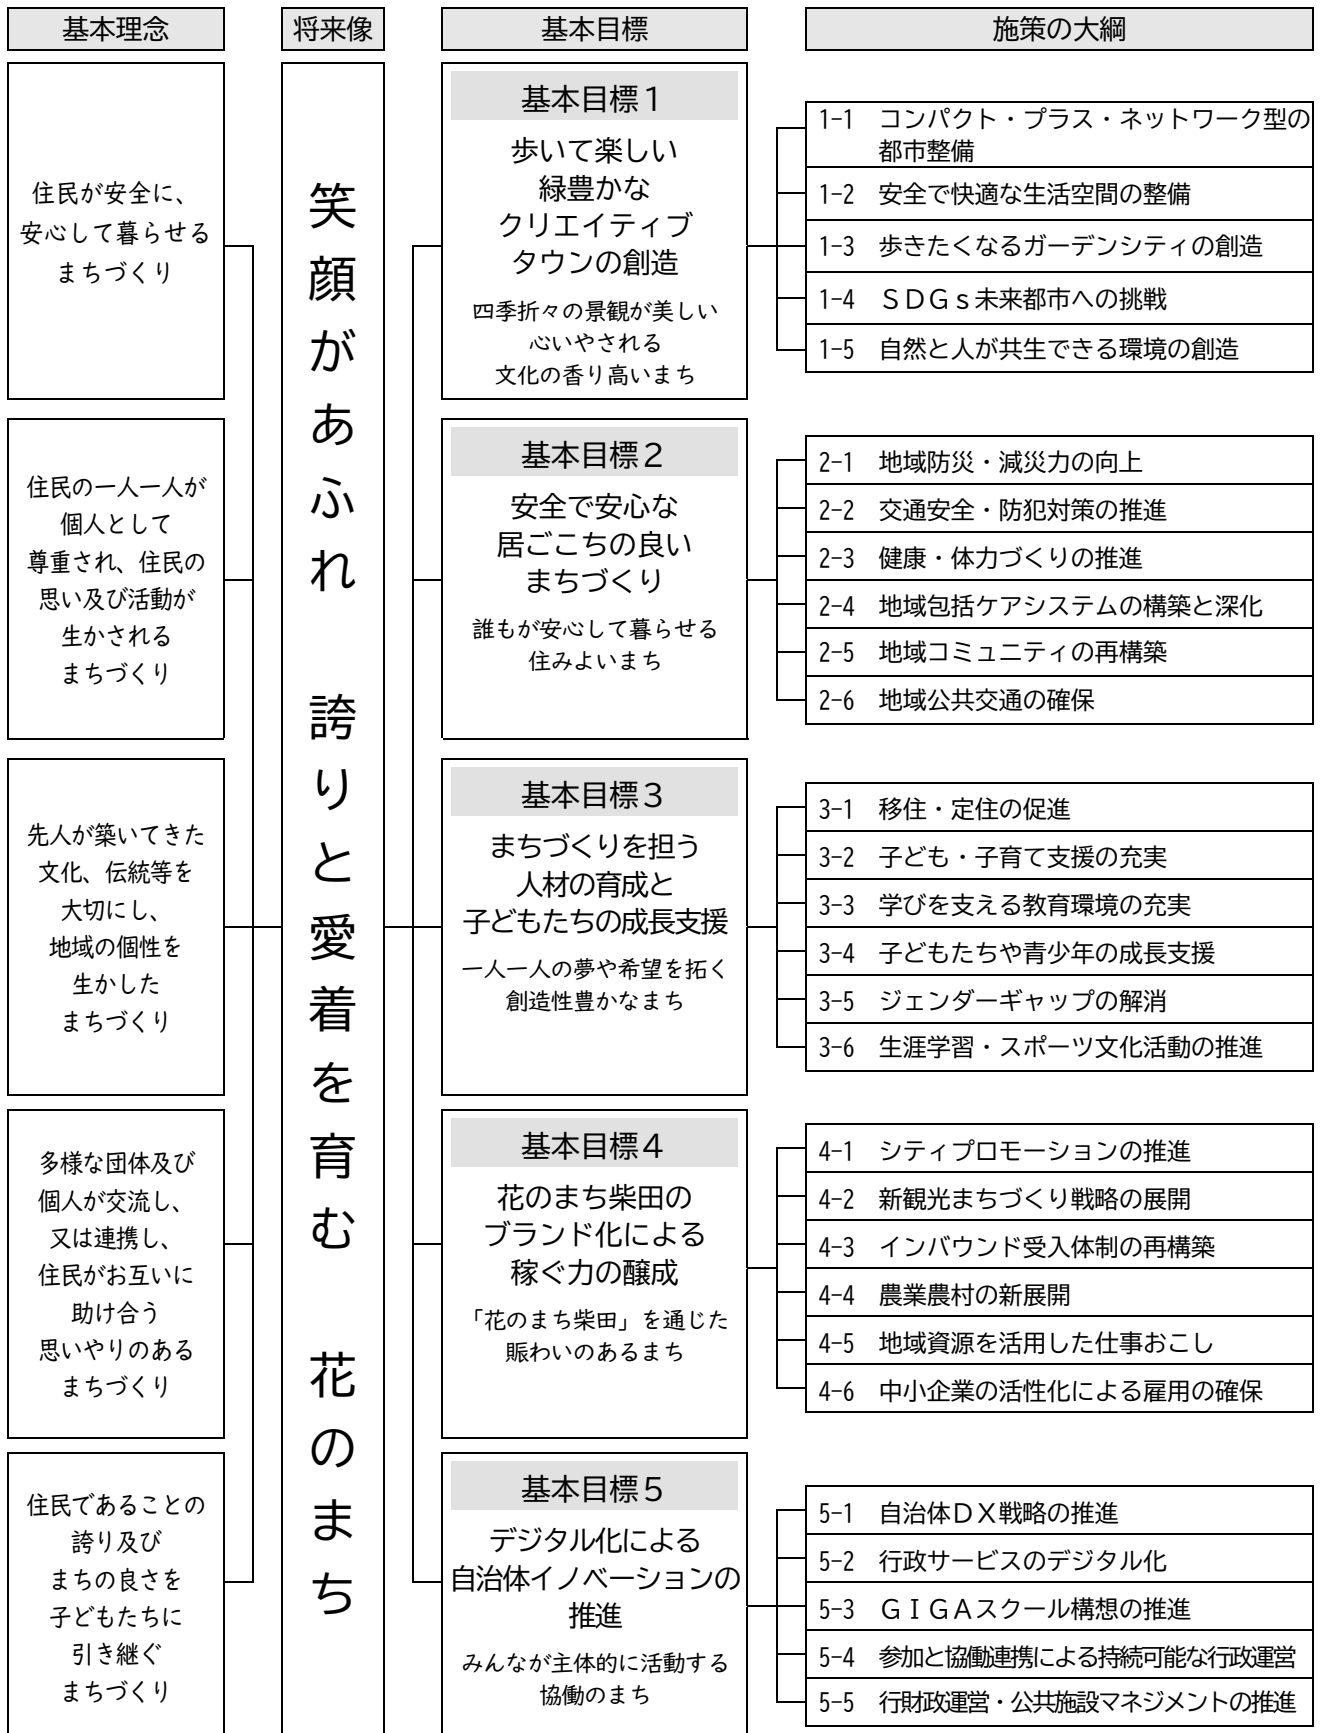 基本理念
将来像
基本目標
施策の大綱
住民が安全に、
安心して暮らせる
まちづくり
住民の一人一人が
個人として
尊重され、住民の
思い及び活動が
生かされる
まちづくり
先人が築いてきた
文化、伝統等を
大切にし、
地域の個性を
生かした
まちづくり
多様な団体及び
個人が交流し、
又は連携し、
住民がお互いに
助け合う
思いやりのある
まちづくり
住民であることの
誇り及び
まちの良さを
子どもたちに
引き継ぐ
まちづくり
笑顔があふれ　誇りと愛着を育む　花のまち
基本目標１
歩いて楽しい
緑豊かな
クリエイティブ
タウンの創造
四季折々の景観が美しい
心いやされる
文化の香り高いまち
1-1　コンパクト・プラス・ネットワーク型の
都市整備
1-2　安全で快適な生活空間の整備
1-3　歩きたくなるガーデンシティの創造
1-4　ＳＤＧｓ未来都市への挑戦
1-5　自然と人が共生できる環境の創造
基本目標２
安全で安心な
居ごこちの良い
まちづくり
誰もが安心して暮らせる
住みよいまち
2-1　地域防災・減災力の向上
2-2　交通安全・防犯対策の推進
2-3　健康・体力づくりの推進
2-4　地域包括ケアシステムの構築と深化
2-5　地域コミュニティの再構築
2-6　地域公共交通の確保
基本目標３
まちづくりを担う
人材の育成と
子どもたちの成長支援
一人一人の夢や希望を拓く
創造性豊かなまち
3-1　移住・定住の促進
3-2　子ども・子育て支援の充実
3-3　学びを支える教育環境の充実
3-4　子どもたちや青少年の成長支援
3-5　ジェンダーギャップの解消
3-6　生涯学習・スポーツ文化活動の推進
基本目標４
花のまち柴田の
ブランド化による
稼ぐ力の醸成
「花のまち柴田」を通じた
賑わいのあるまち
4-1　シティプロモーションの推進
4-2　新観光まちづくり戦略の展開
4-3　インバウンド受入体制の再構築
4-4　農業農村の新展開
4-5　地域資源を活用した仕事おこし
4-6　中小企業の活性化による雇用の確保
基本目標５
デジタル化による
自治体イノベーションの
推進
みんなが主体的に活動する
協働のまち
5-1　自治体ＤＸ戦略の推進
5-2　行政サービスのデジタル化
5-3　ＧＩＧＡスクール構想の推進
5-4　参加と協働連携による持続可能な行政運営
5-5　行財政運営・公共施設マネジメントの推進